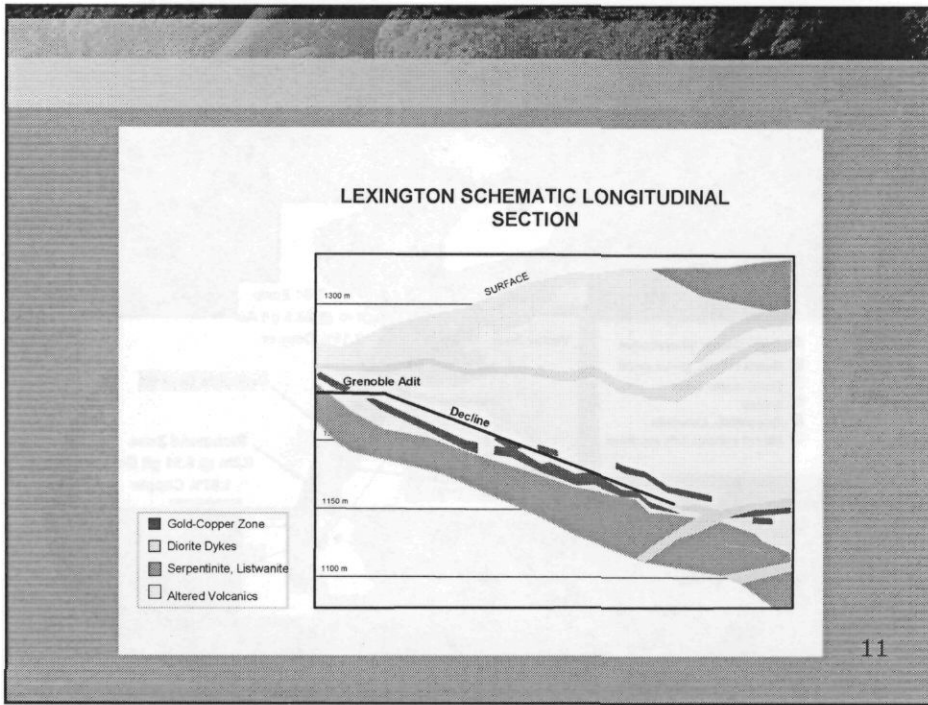 LEXINGTON SCHEMATIC LONGITUDINAL
SECTION
SURFACE
1300 m
Grenoble Adit
Decline
1150 m
1100 m
Gold-Copper Zone
Diorite Dykes
Serpentinite, Listwanite
Altered Volcanics
11